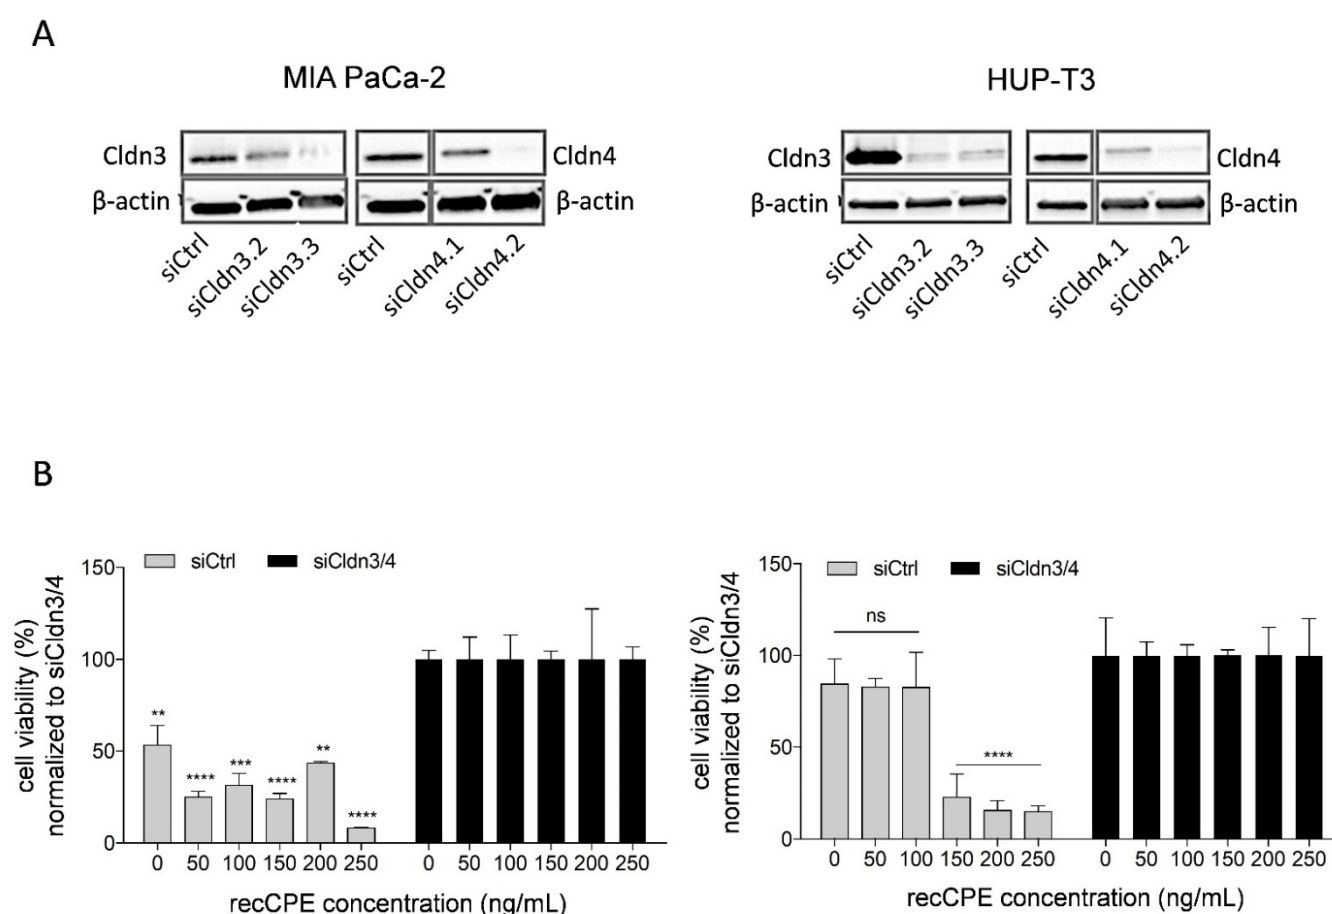 A
MIA PaCa-2
HUP-T3
Cldn3
Cldn4
Cldn3
Cldn4
β-actin
β-actin
β-actin
β-actin
siCtrl
siCldn3.2
siCldn3.3
siCtrl
siCldn4.1
siCldn4.2
siCtrl
siCldn3.2
siCldn3.3
siCtrl
siCldn4.1
siCldn4.2
B
siCtrl
siCldn3/4
cell viability (%)
normalized to siCldn3/4
150
100
50
0
**
****
***
****
**
****
0 50 100 150 200 250 0 50 100 150 200 250
recCPE concentration (ng/mL)
siCtrl
siCldn3/4
cell viability (%)
normalized to siCldn3/4
150
100
50
0
ns
****
0 50 100 150 200 250 0 50 100 150 200 250
recCPE concentration (ng/mL)